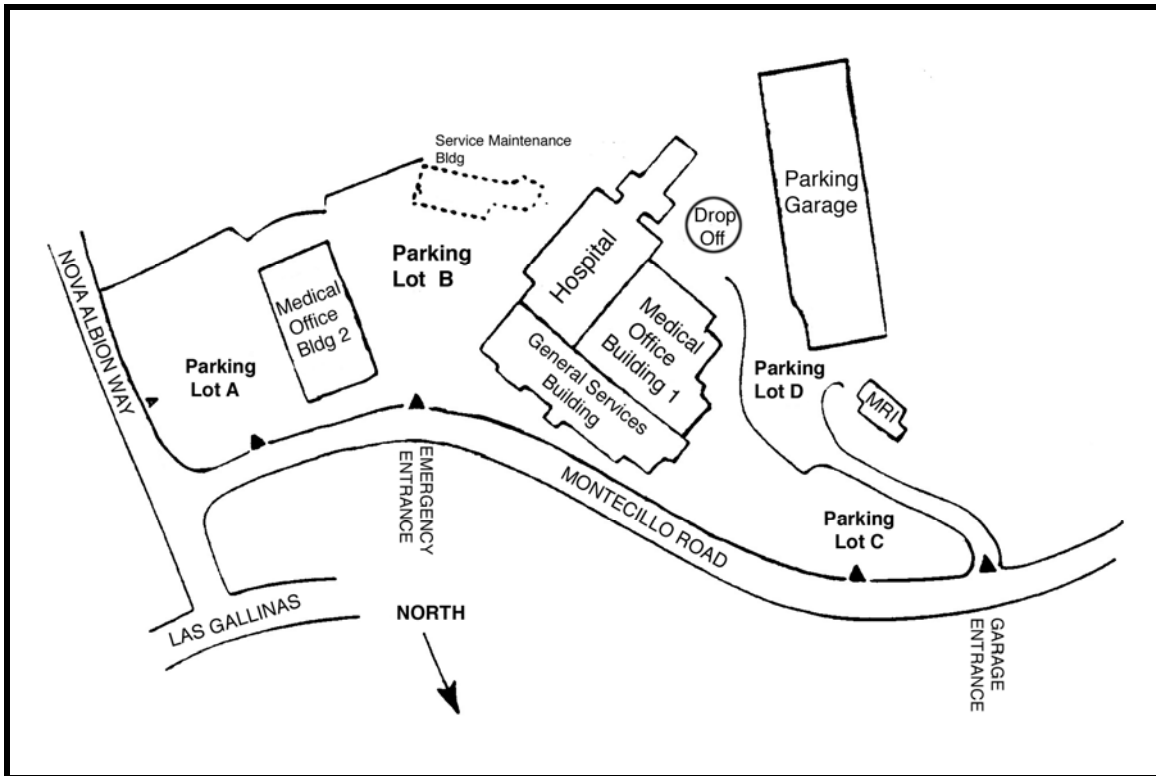 Service Maintenance
Bldg
Parking
Garage
Drop
Off
Hospital
Parking
Lot B
NOVA ALBION WAY
Medical
Office
Bldg 2
Medical
Office
Building 1
General Services
Building
Parking
Lot A
Parking
Lot D
MRI
EMERGENCY
ENTRANCE
MONTECILLO ROAD
Parking
Lot C
LAS GALLINAS
NORTH
GARAGE
ENTRANCE